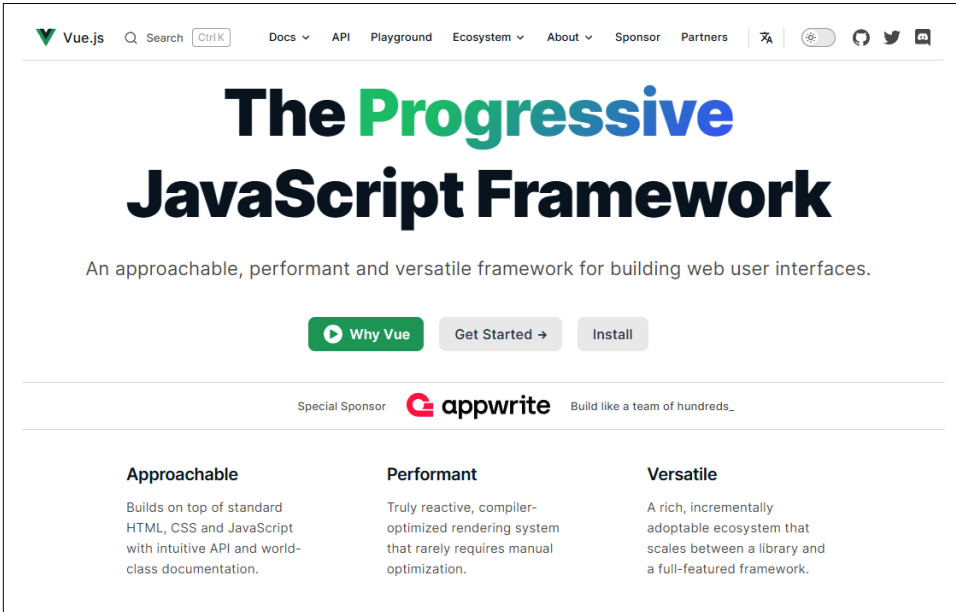 Vue.js Search Ctrl K Docs API Playground Ecosystem About Sponsor Partners
The Progressive
JavaScript Framework
An approachable, performant and versatile framework for building web user interfaces.
Why Vue Get Started → Install
Special Sponsor appwrite Build like a team of hundreds_
Approachable
Builds on top of standard
HTML, CSS and JavaScript
with intuitive API and world-
class documentation.
Performant
Truly reactive, compiler-
optimized rendering system
that rarely requires manual
optimization.
Versatile
A rich, incrementally
adoptable ecosystem that
scales between a library and
a full-featured framework.